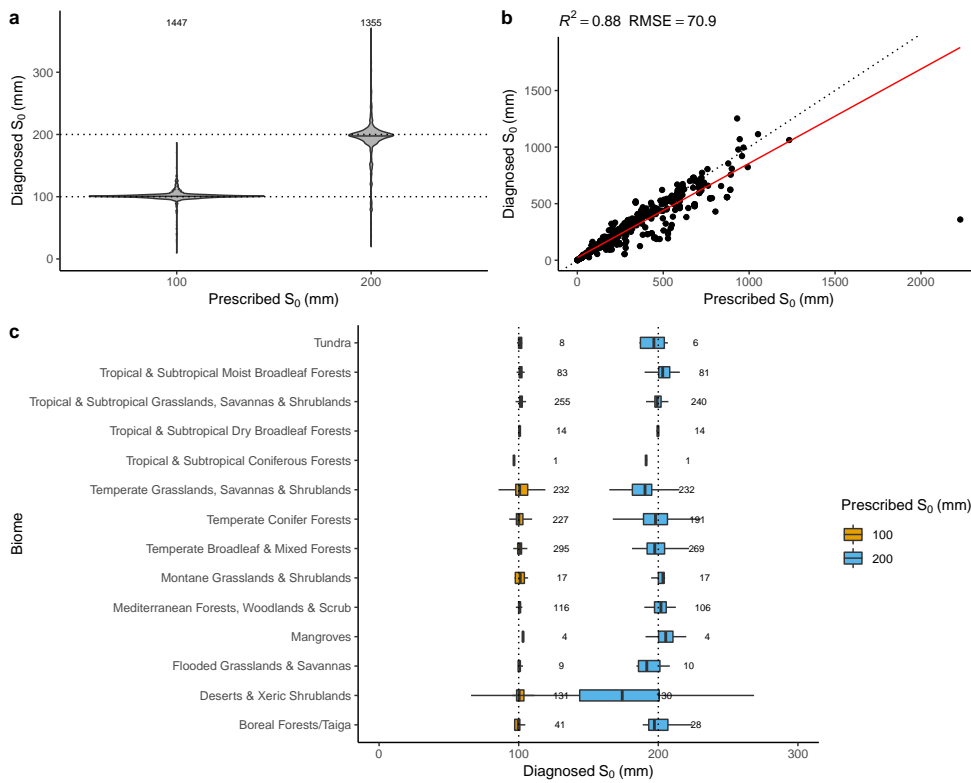 a
1447
1355
300
200
100
0
Diagnosed S₀ (mm)
100
200
Prescribed S₀ (mm)
b
R² = 0.88 RMSE = 70.9
1500
1000
500
0
Diagnosed S₀ (mm)
0
500
1000
1500
2000
Prescribed S₀ (mm)
c
Biome
Tundra
8
6
Tropical & Subtropical Moist Broadleaf Forests
83
81
Tropical & Subtropical Grasslands, Savannas & Shrublands
255
240
Tropical & Subtropical Dry Broadleaf Forests
14
14
Tropical & Subtropical Coniferous Forests
1
1
Temperate Grasslands, Savannas & Shrublands
232
232
Temperate Conifer Forests
227
191
Temperate Broadleaf & Mixed Forests
295
269
Montane Grasslands & Shrublands
17
17
Mediterranean Forests, Woodlands & Scrub
116
106
Mangroves
4
4
Flooded Grasslands & Savannas
9
10
Deserts & Xeric Shrublands
131
Boreal Forests/Taiga
41
28
0
100
200
300
Diagnosed S₀ (mm)
Prescribed S₀ (mm)
100
200